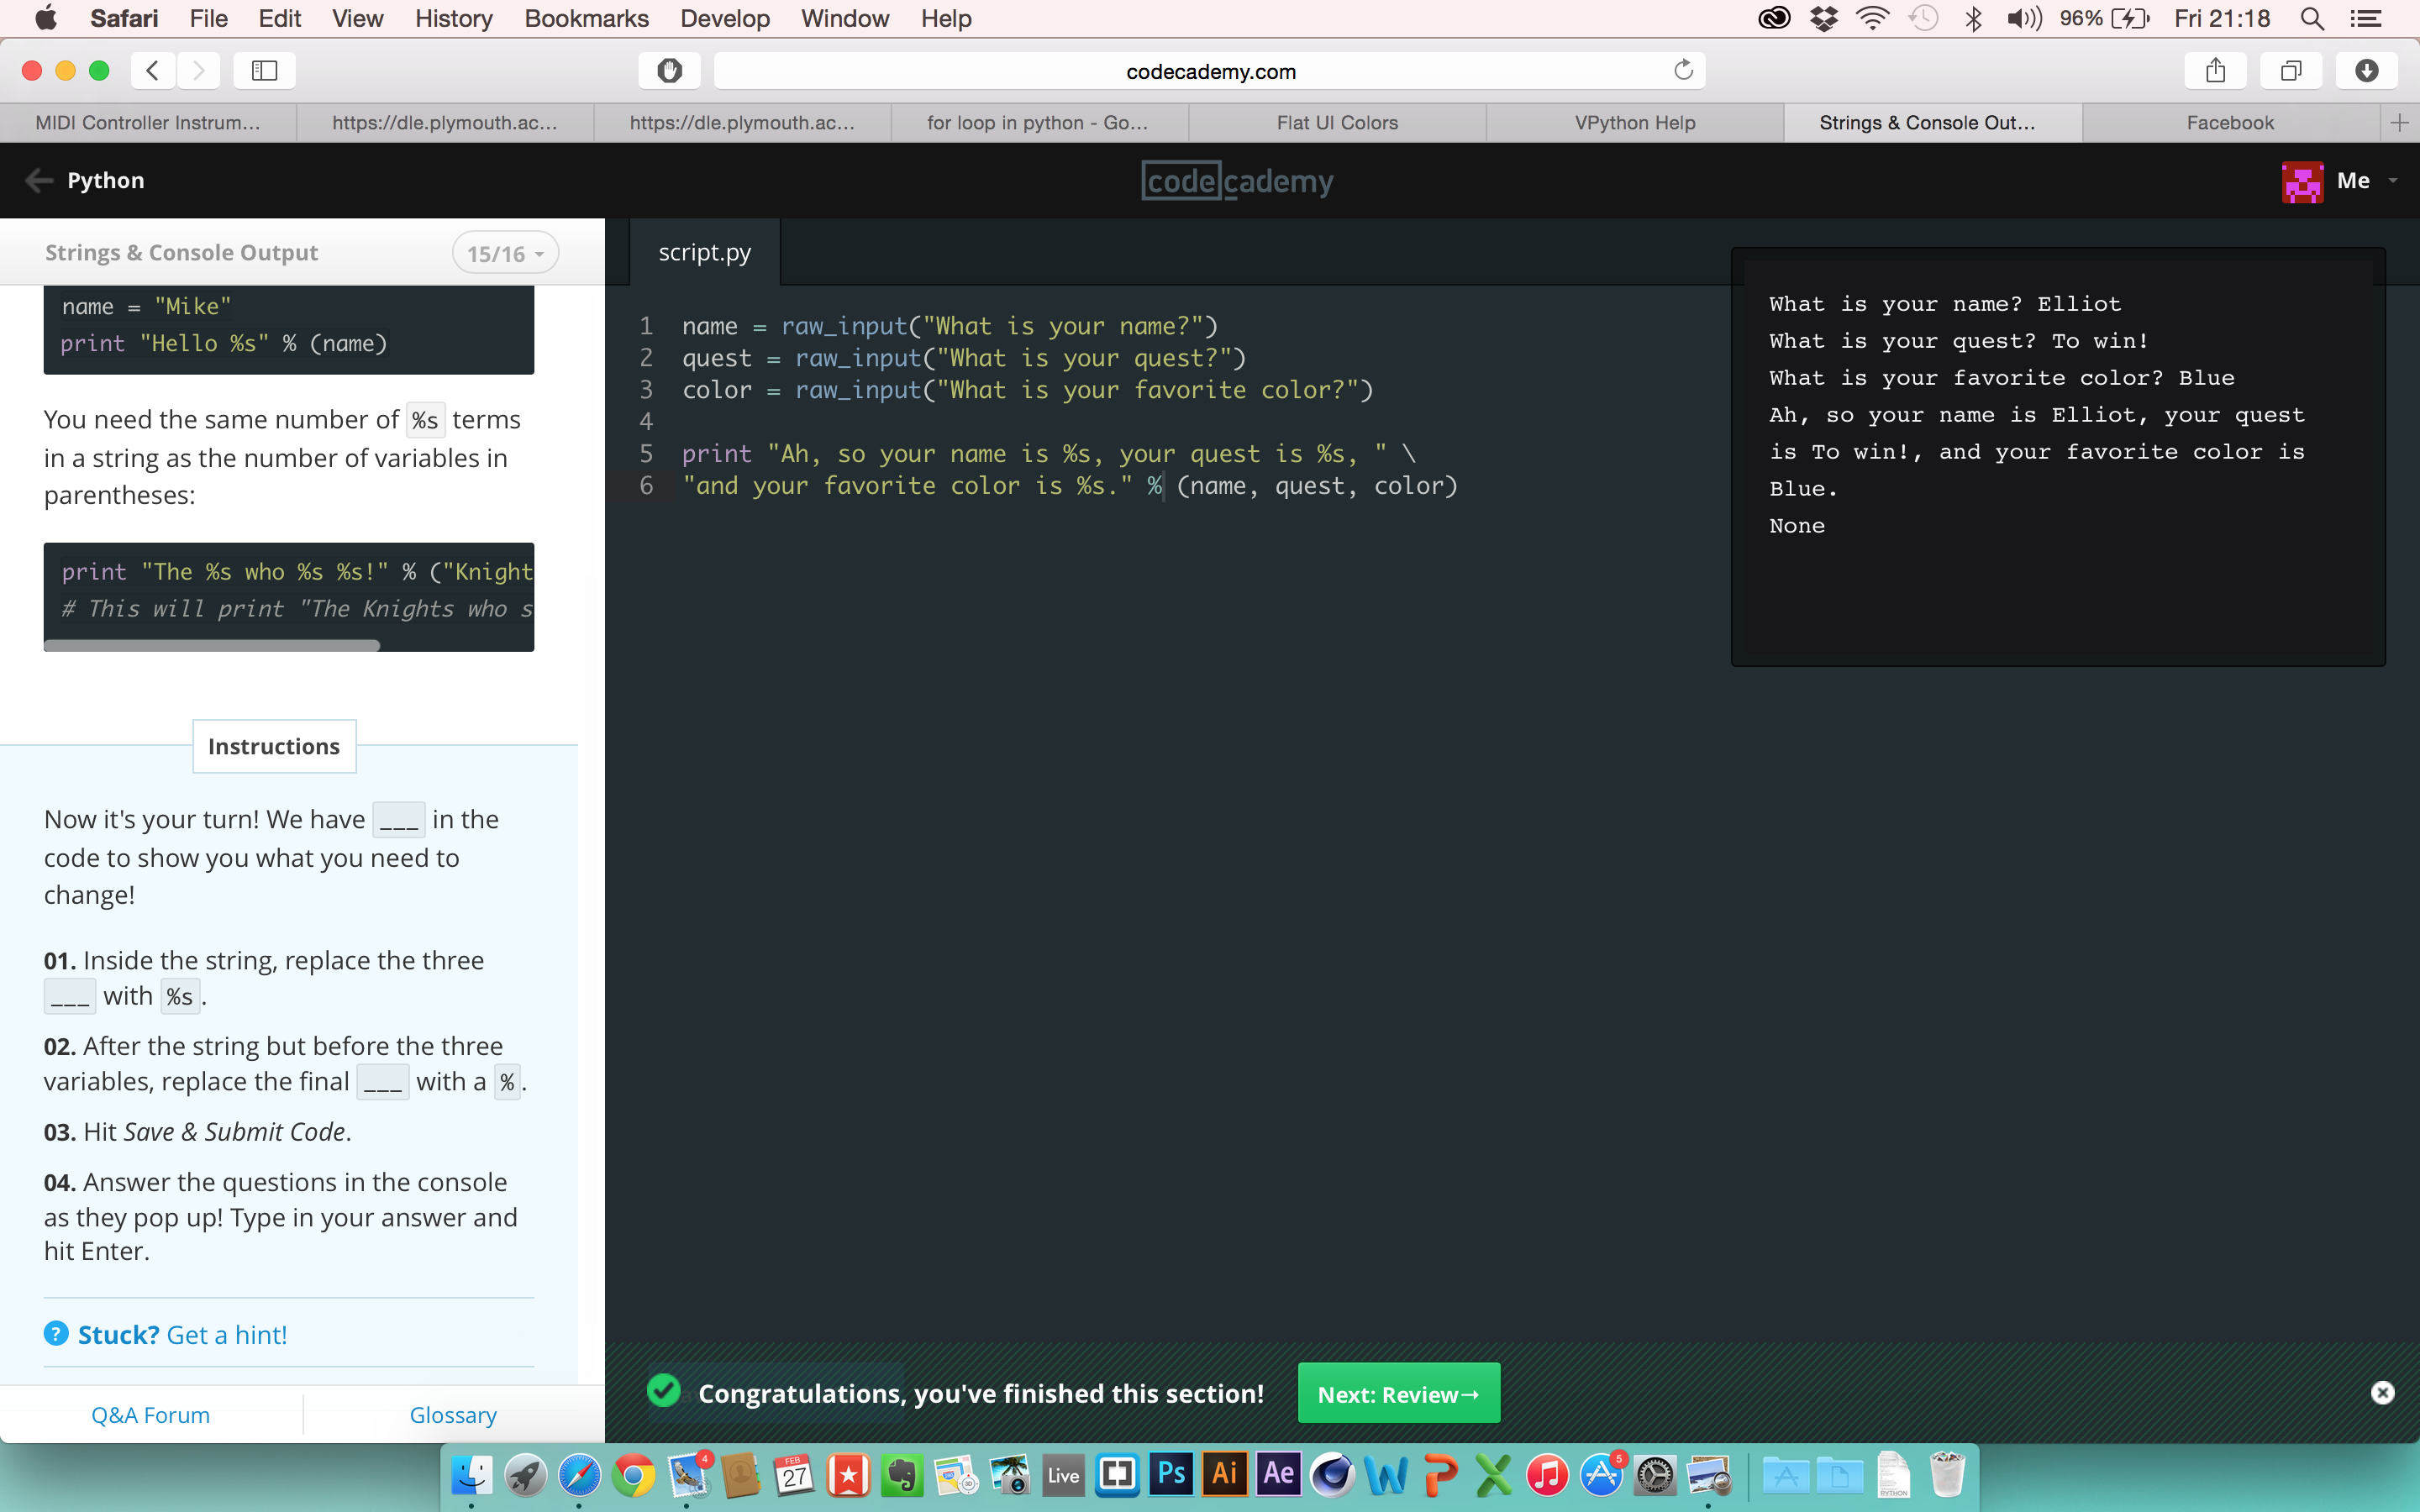 Safari File Edit View History Bookmarks Develop Window Help 96% Fri 21:18
codecademy.com
MIDI Controller Instrum... https://dle.plymouth.ac... https://dle.plymouth.ac... for loop in python - Go... Flat UI Colors VPython Help Strings & Console Out... Facebook
Python codecademy Me
Strings & Console Output 15/16
name = "Mike"
print "Hello %s" % (name)
You need the same number of %s terms
in a string as the number of variables in
parentheses:
print "The %s who %s %s!" % ("Knight
# This will print "The Knights who s
Instructions
Now it's your turn! We have ___ in the
code to show you what you need to
change!
01. Inside the string, replace the three
___ with %s.
02. After the string but before the three
variables, replace the final ___ with a %.
03. Hit Save & Submit Code.
04. Answer the questions in the console
as they pop up! Type in your answer and
hit Enter.
? Stuck? Get a hint!
Q&A Forum Glossary
script.py
1 name = raw_input("What is your name?")
2 quest = raw_input("What is your quest?")
3 color = raw_input("What is your favorite color?")
4
5 print "Ah, so your name is %s, your quest is %s, " \
6 "and your favorite color is %s." % (name, quest, color)
What is your name? Elliot
What is your quest? To win!
What is your favorite color? Blue
Ah, so your name is Elliot, your quest
is To win!, and your favorite color is
Blue.
None
Congratulations, you've finished this section! Next: Review→
4 FEB 27 Live Ps Ai Ae W P X 5 PYTHON